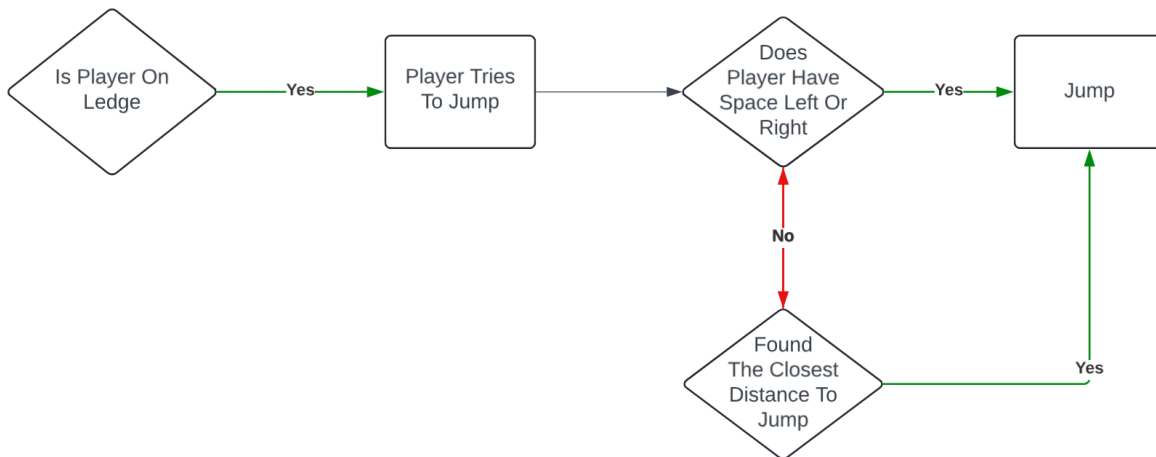 Is Player On
Ledge
Yes
Player Tries
To Jump
Does
Player Have
Space Left Or
Right
Yes
Jump
No
Found
The Closest
Distance To
Jump
Yes